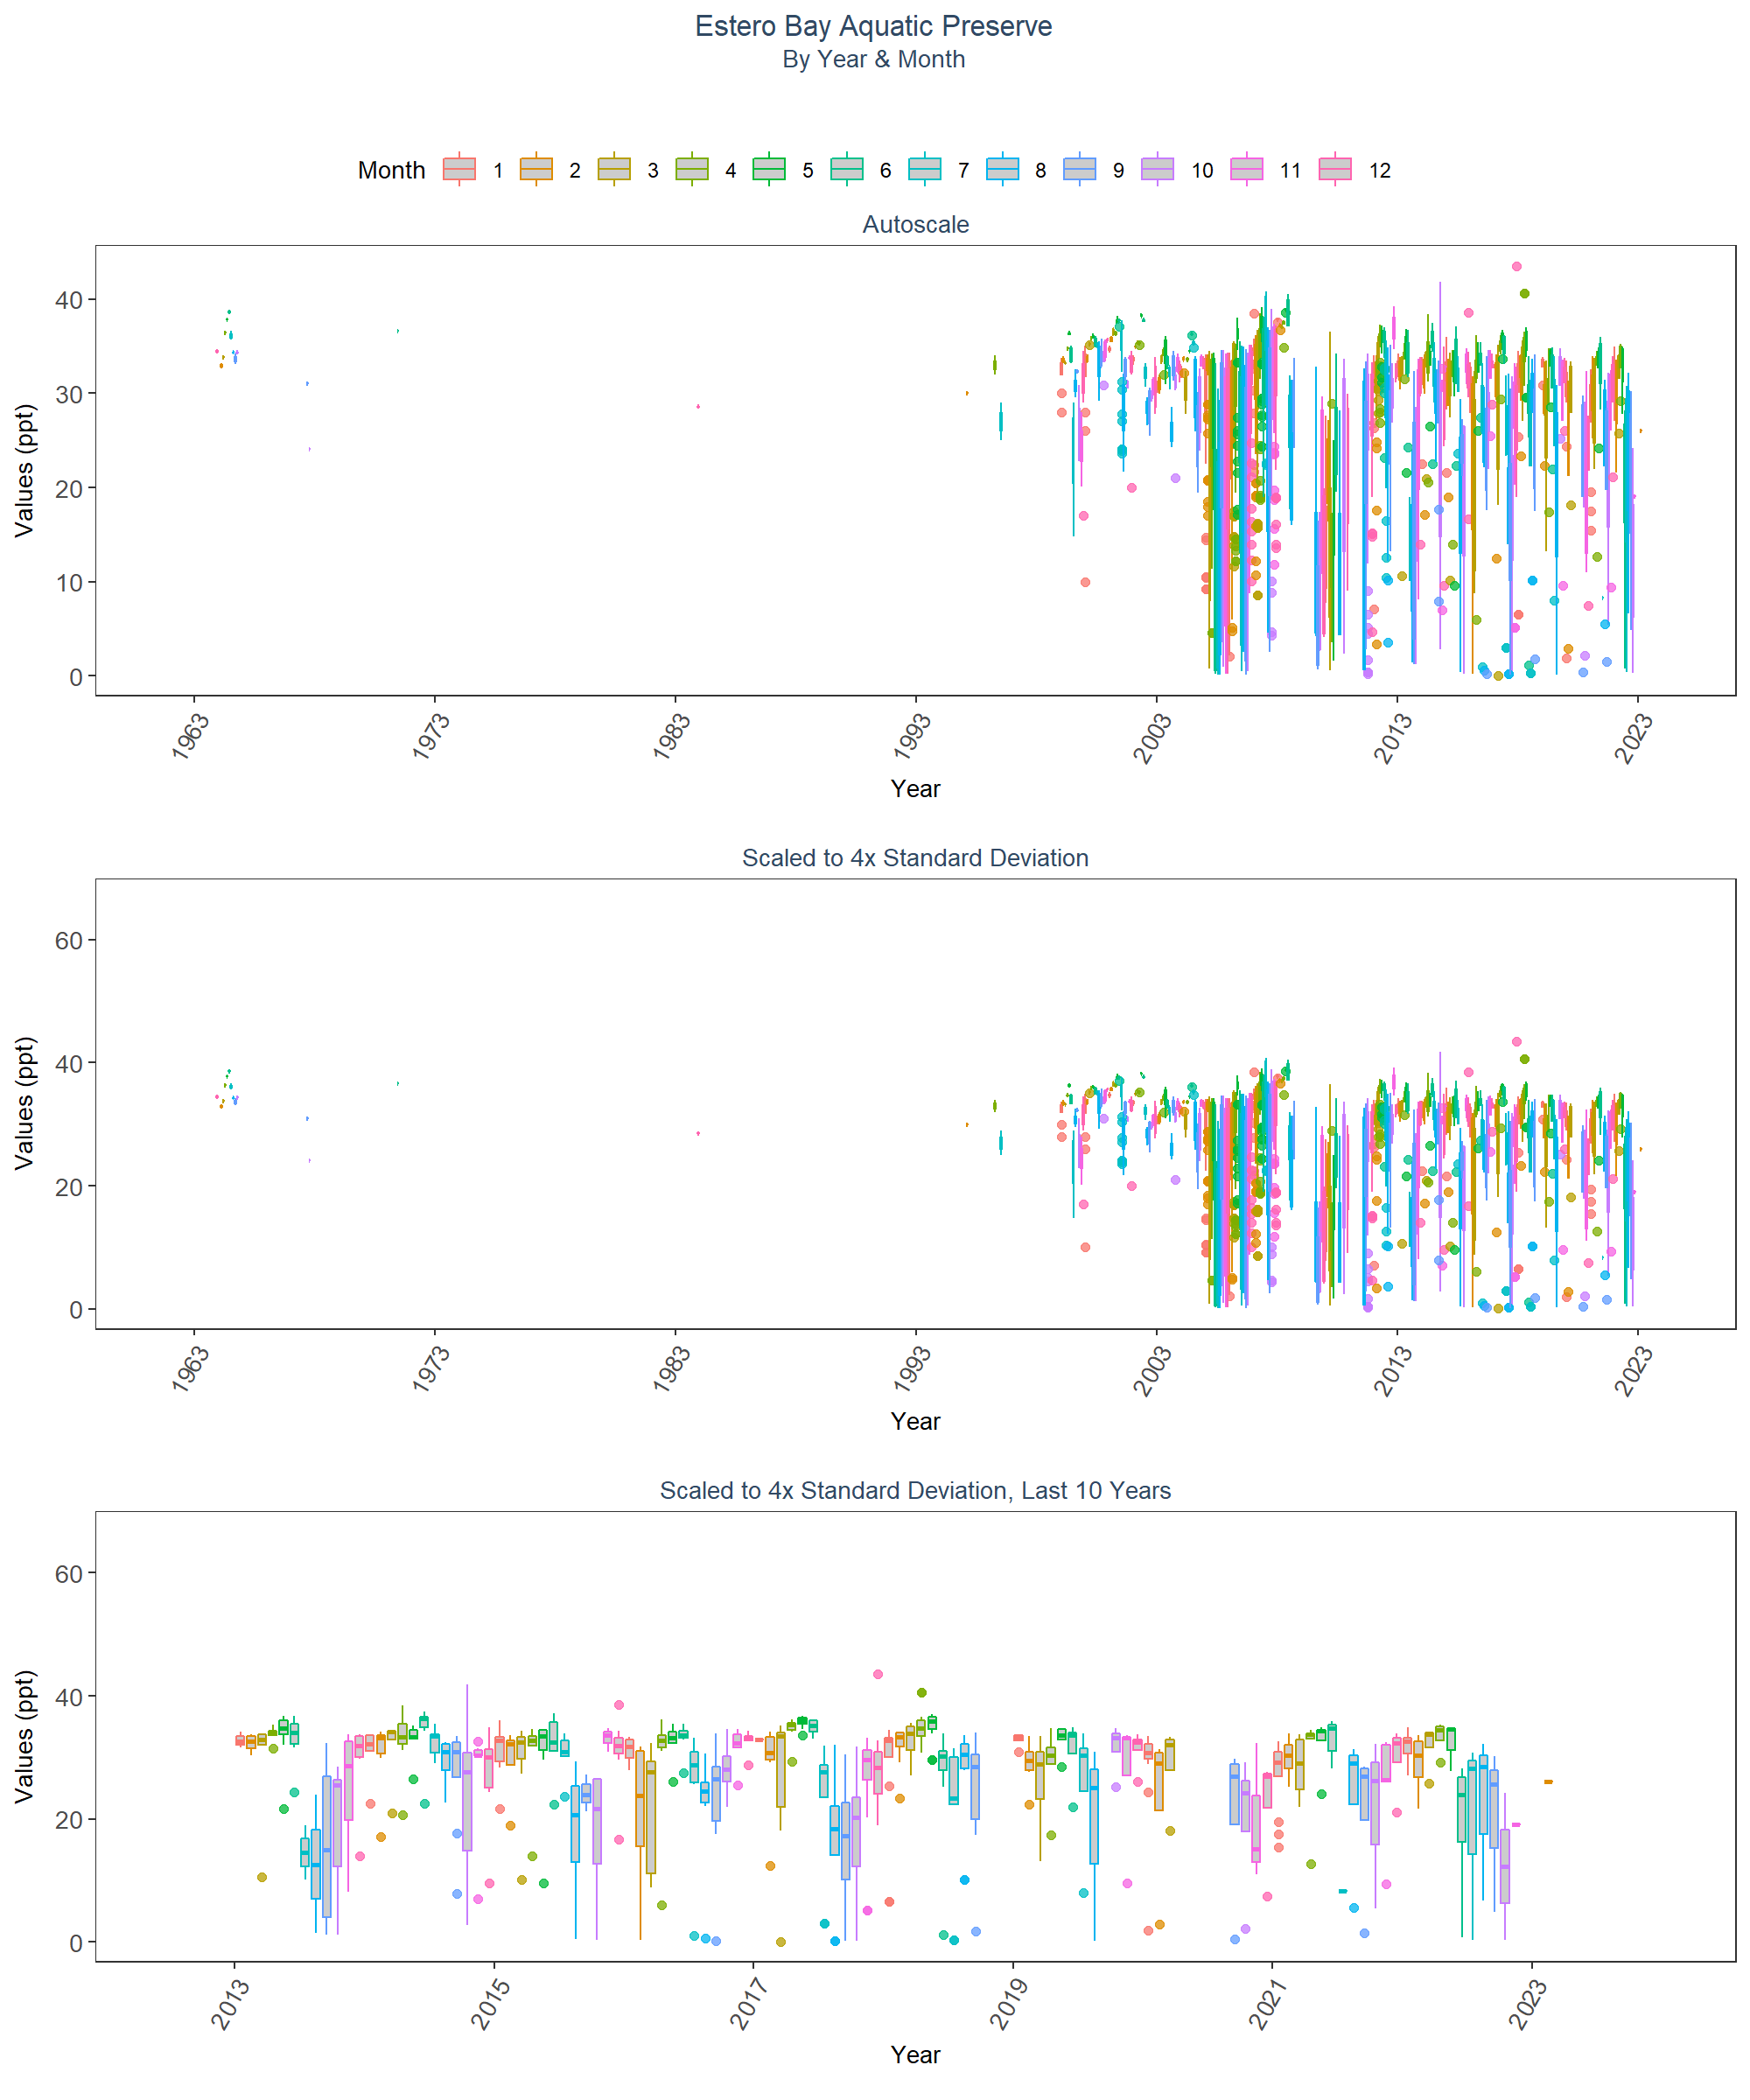 Estero Bay Aquatic Preserve
By Year & Month
Month 1 2 3 4 5 6 7 8 9 10 11 12
Autoscale
Values (ppt)
40
30
20
10
0
1963 1973 1983 1993 2003 2013 2023
Year
Scaled to 4x Standard Deviation
Values (ppt)
60
40
20
0
1963 1973 1983 1993 2003 2013 2023
Year
Scaled to 4x Standard Deviation, Last 10 Years
Values (ppt)
60
40
20
0
2013 2015 2017 2019 2021 2023
Year